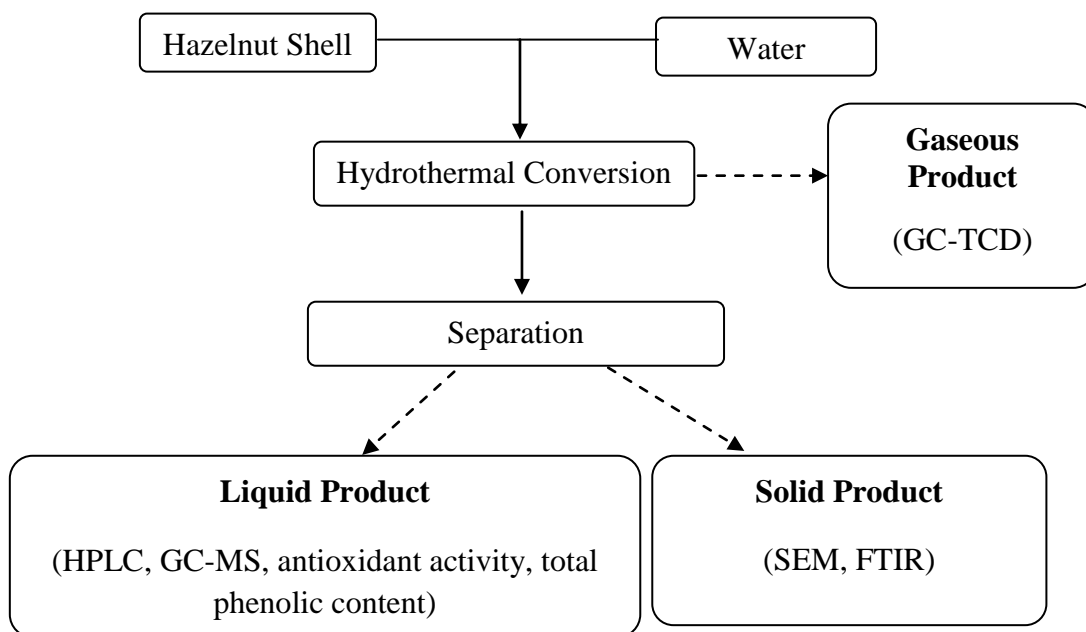 Hazelnut Shell
Water
Hydrothermal Conversion
Gaseous
Product
(GC-TCD)
Separation
Liquid Product
(HPLC, GC-MS, antioxidant activity, total
phenolic content)
Solid Product
(SEM, FTIR)